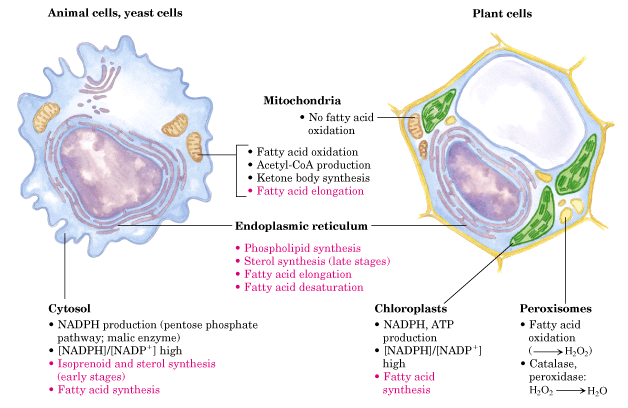 Animal cells, yeast cells
Plant cells
Mitochondria
• No fatty acid
oxidation
• Fatty acid oxidation
• Acetyl-CoA production
• Ketone body synthesis
• Fatty acid elongation
Endoplasmic reticulum
• Phospholipid synthesis
• Sterol synthesis (late stages)
• Fatty acid elongation
• Fatty acid desaturation
Cytosol
• NADPH production (pentose phosphate
pathway; malic enzyme)
• [NADPH]/[NADP⁺] high
• Isoprenoid and sterol synthesis
(early stages)
• Fatty acid synthesis
Chloroplasts
• NADPH, ATP
production
• [NADPH]/[NADP⁺]
high
• Fatty acid
synthesis
Peroxisomes
• Fatty acid
oxidation
(⟶H₂O₂)
• Catalase,
peroxidase:
H₂O₂⟶H₂O